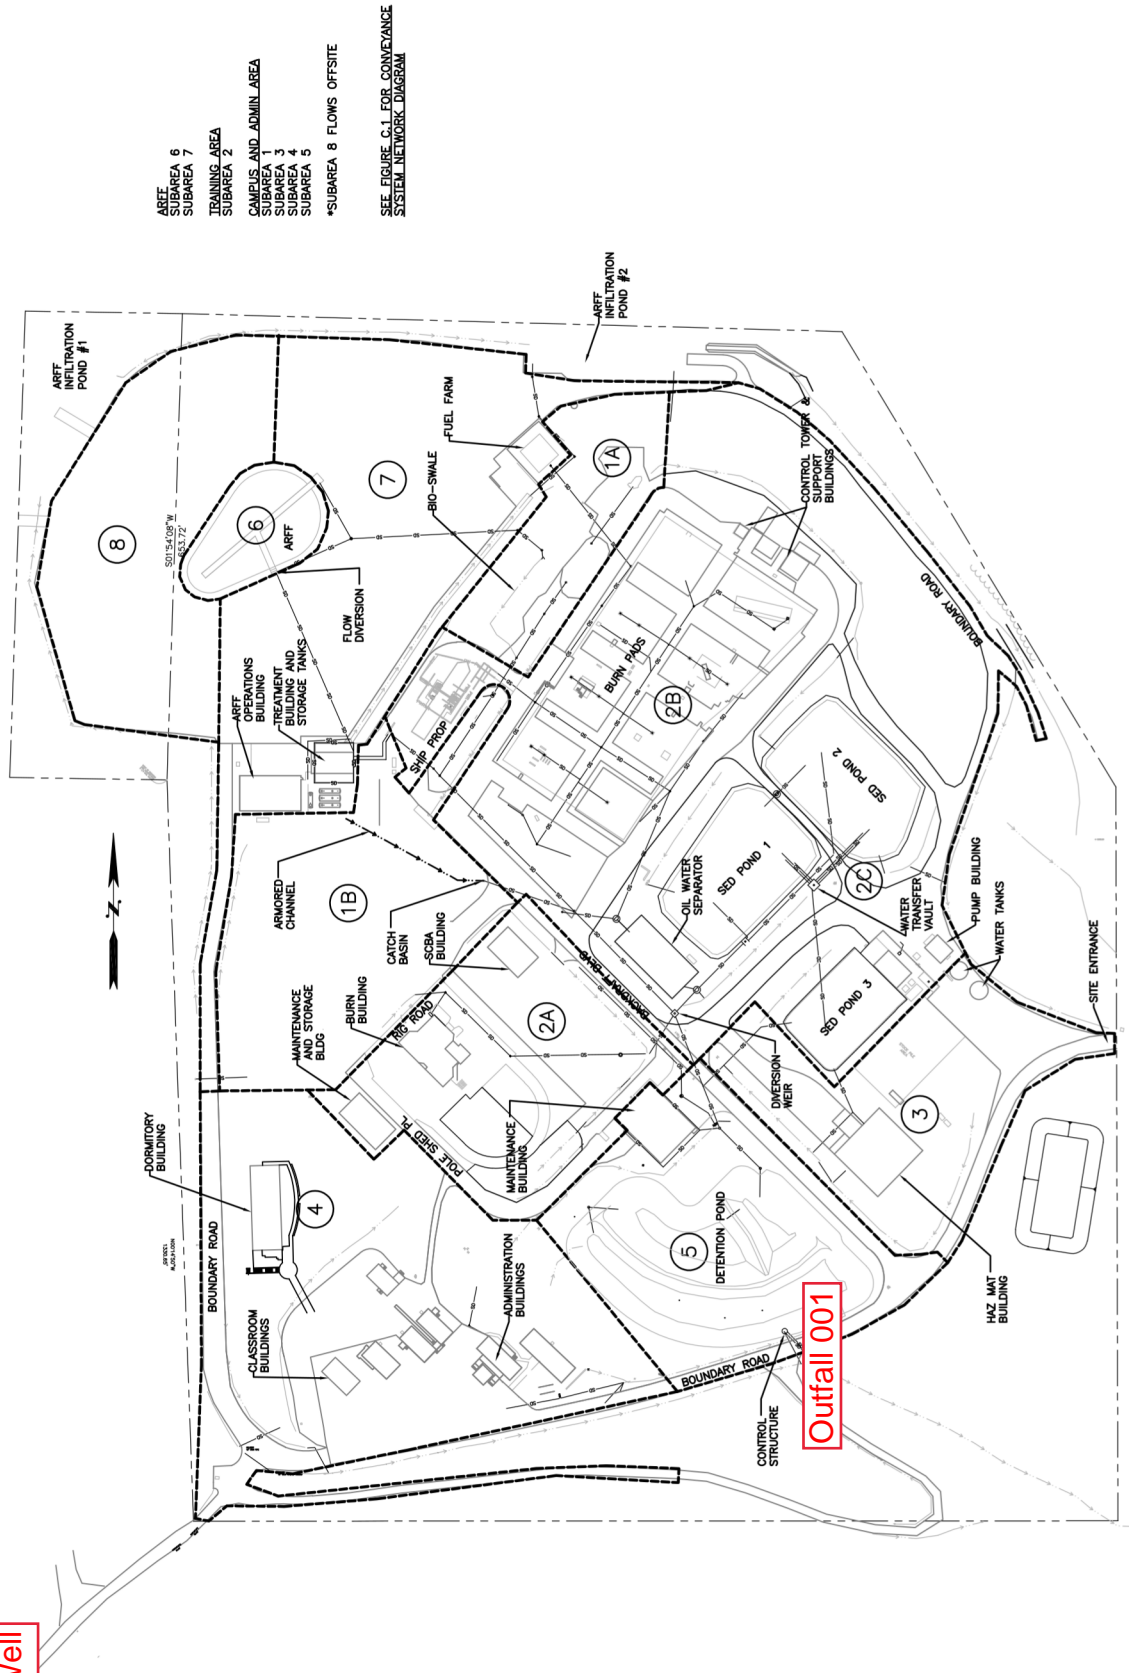 ARFF
SUBAREA 6
SUBAREA 7
TRAINING AREA
SUBAREA 2
CAMPUS AND ADMIN AREA
SUBAREA 1
SUBAREA 3
SUBAREA 4
SUBAREA 5
*SUBAREA 8 FLOWS OFFSITE
SEE FIGURE C.1 FOR CONVEYANCE
SYSTEM NETWORK DIAGRAM
ARFF
INFILTRATION
POND #1
ARFF
INFILTRATION
POND #2
8
S01'54'08"W
653.72'
6
ARFF
7
FUEL FARM
BIO-SWALE
1A
FLOW
DIVERSION
CONTROL TOWER &
SUPPORT
BUILDINGS
ARFF
OPERATIONS
BUILDING
TREATMENT
BUILDING AND
STORAGE TANKS
SHIP PROP
BURN PADS
2B
BOUNDARY ROAD
N
ARMORED
CHANNEL
1B
CATCH
BASIN
SCBA
BUILDING
OIL WATER
SEPARATOR
SED POND 1
SED POND 2
2C
WATER
TRANSFER
VAULT
PUMP BUILDING
WATER TANKS
SITE ENTRANCE
MAINTENANCE
AND STORAGE
BLDG
BURN
BUILDING
RIG ROAD
2A
BACKDRAFT BLVD
SED POND 3
DIVERSION
WEIR
3
DORMITORY
BUILDING
POLE SHED PL
MAINTENANCE
BUILDING
4
BOUNDARY ROAD
CLASSROOM
BUILDINGS
ADMINISTRATION
BUILDINGS
5
DETENTION POND
HAZ MAT
BUILDING
BOUNDARY ROAD
CONTROL
STRUCTURE
Outfall 001